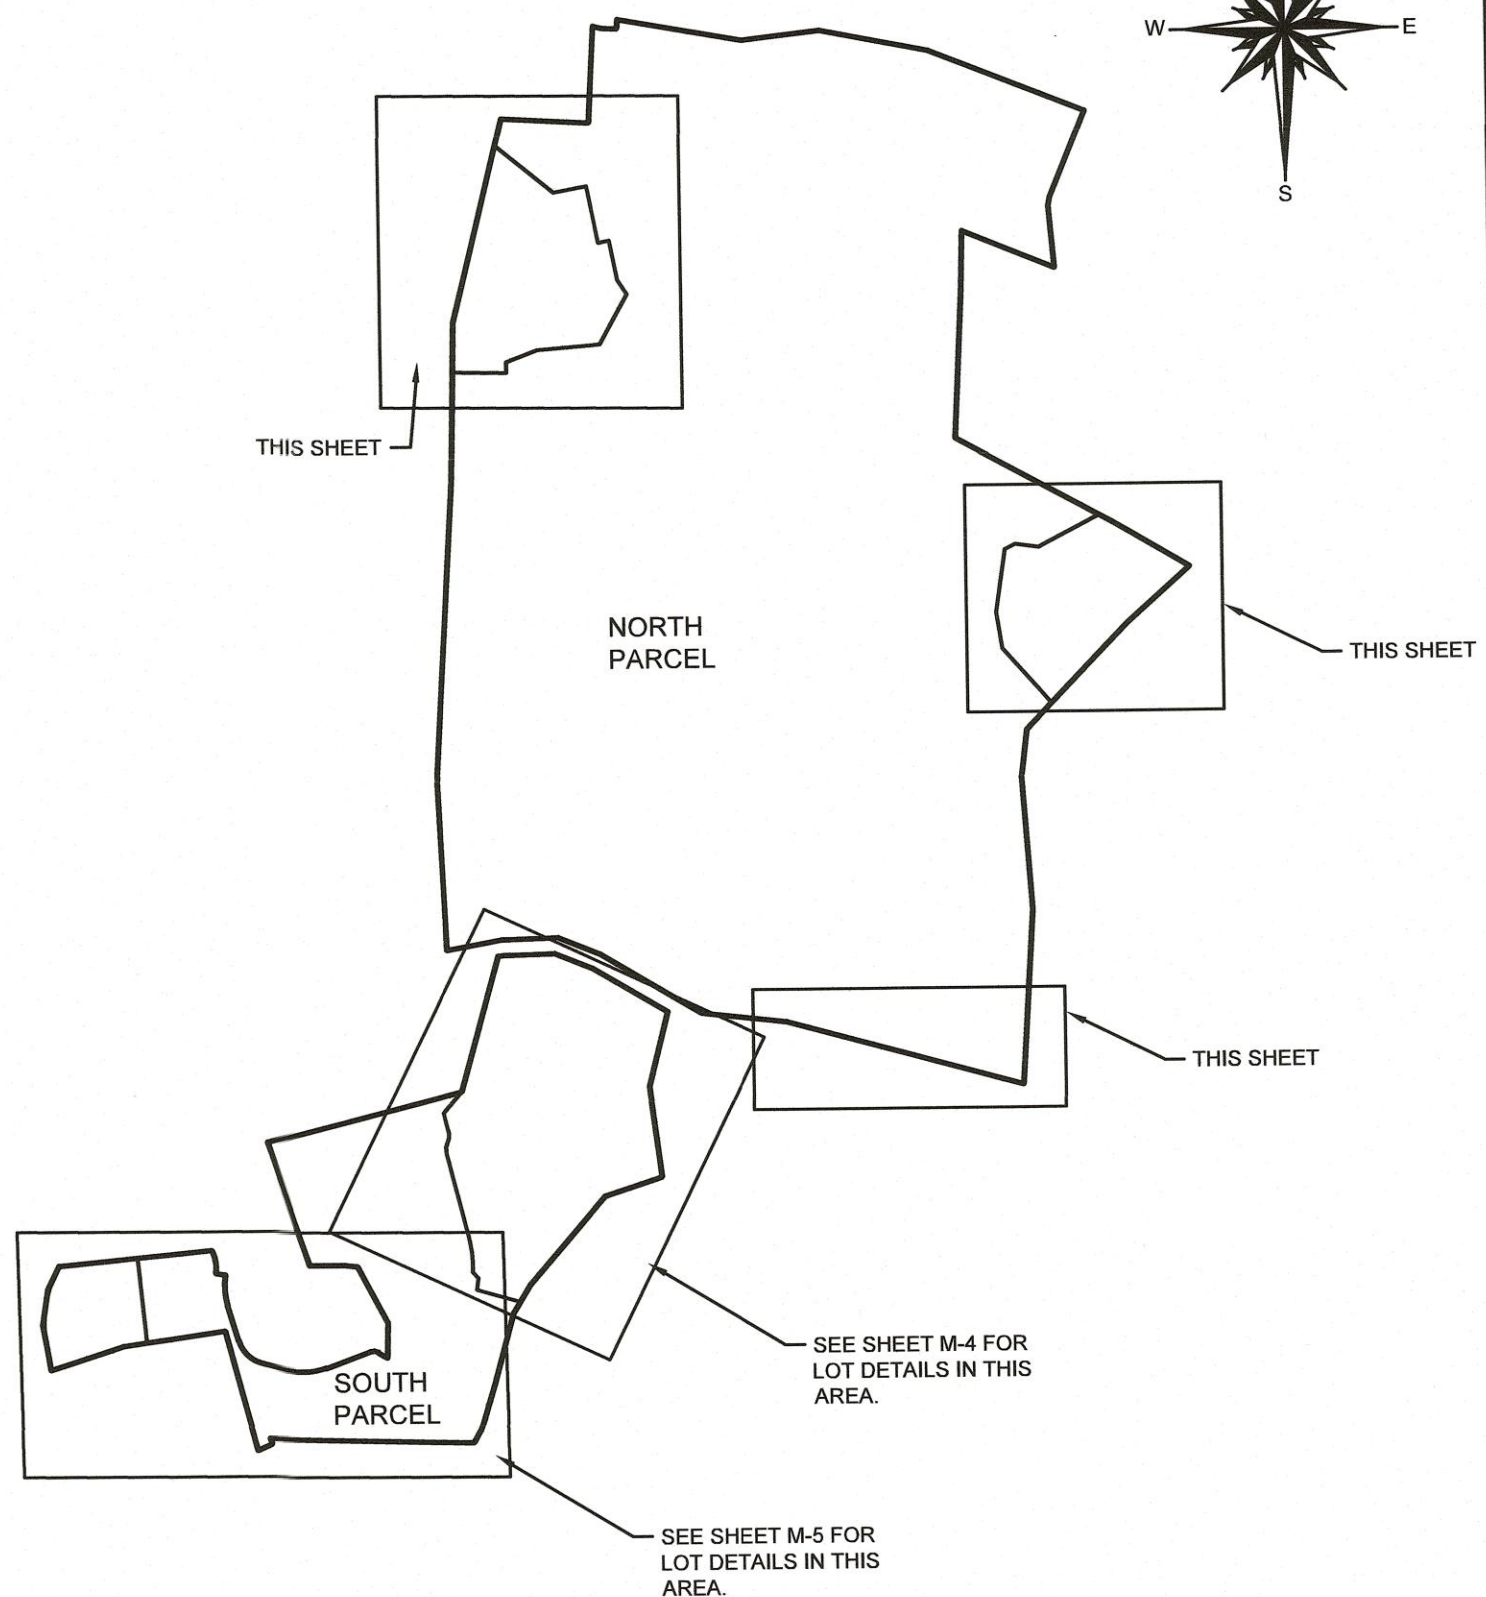 W
E
S
THIS SHEET
NORTH
PARCEL
THIS SHEET
THIS SHEET
SEE SHEET M-4 FOR
LOT DETAILS IN THIS
AREA.
SOUTH
PARCEL
SEE SHEET M-5 FOR
LOT DETAILS IN THIS
AREA.